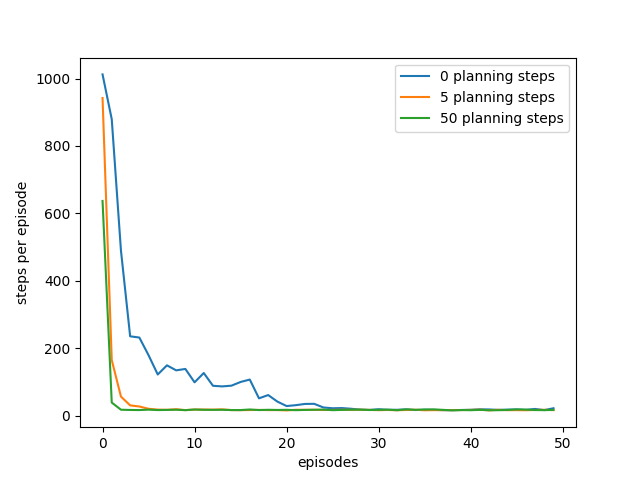 1000
800
600
400
200
0
steps per episode
0 planning steps
5 planning steps
50 planning steps
0 10 20 30 40 50
episodes